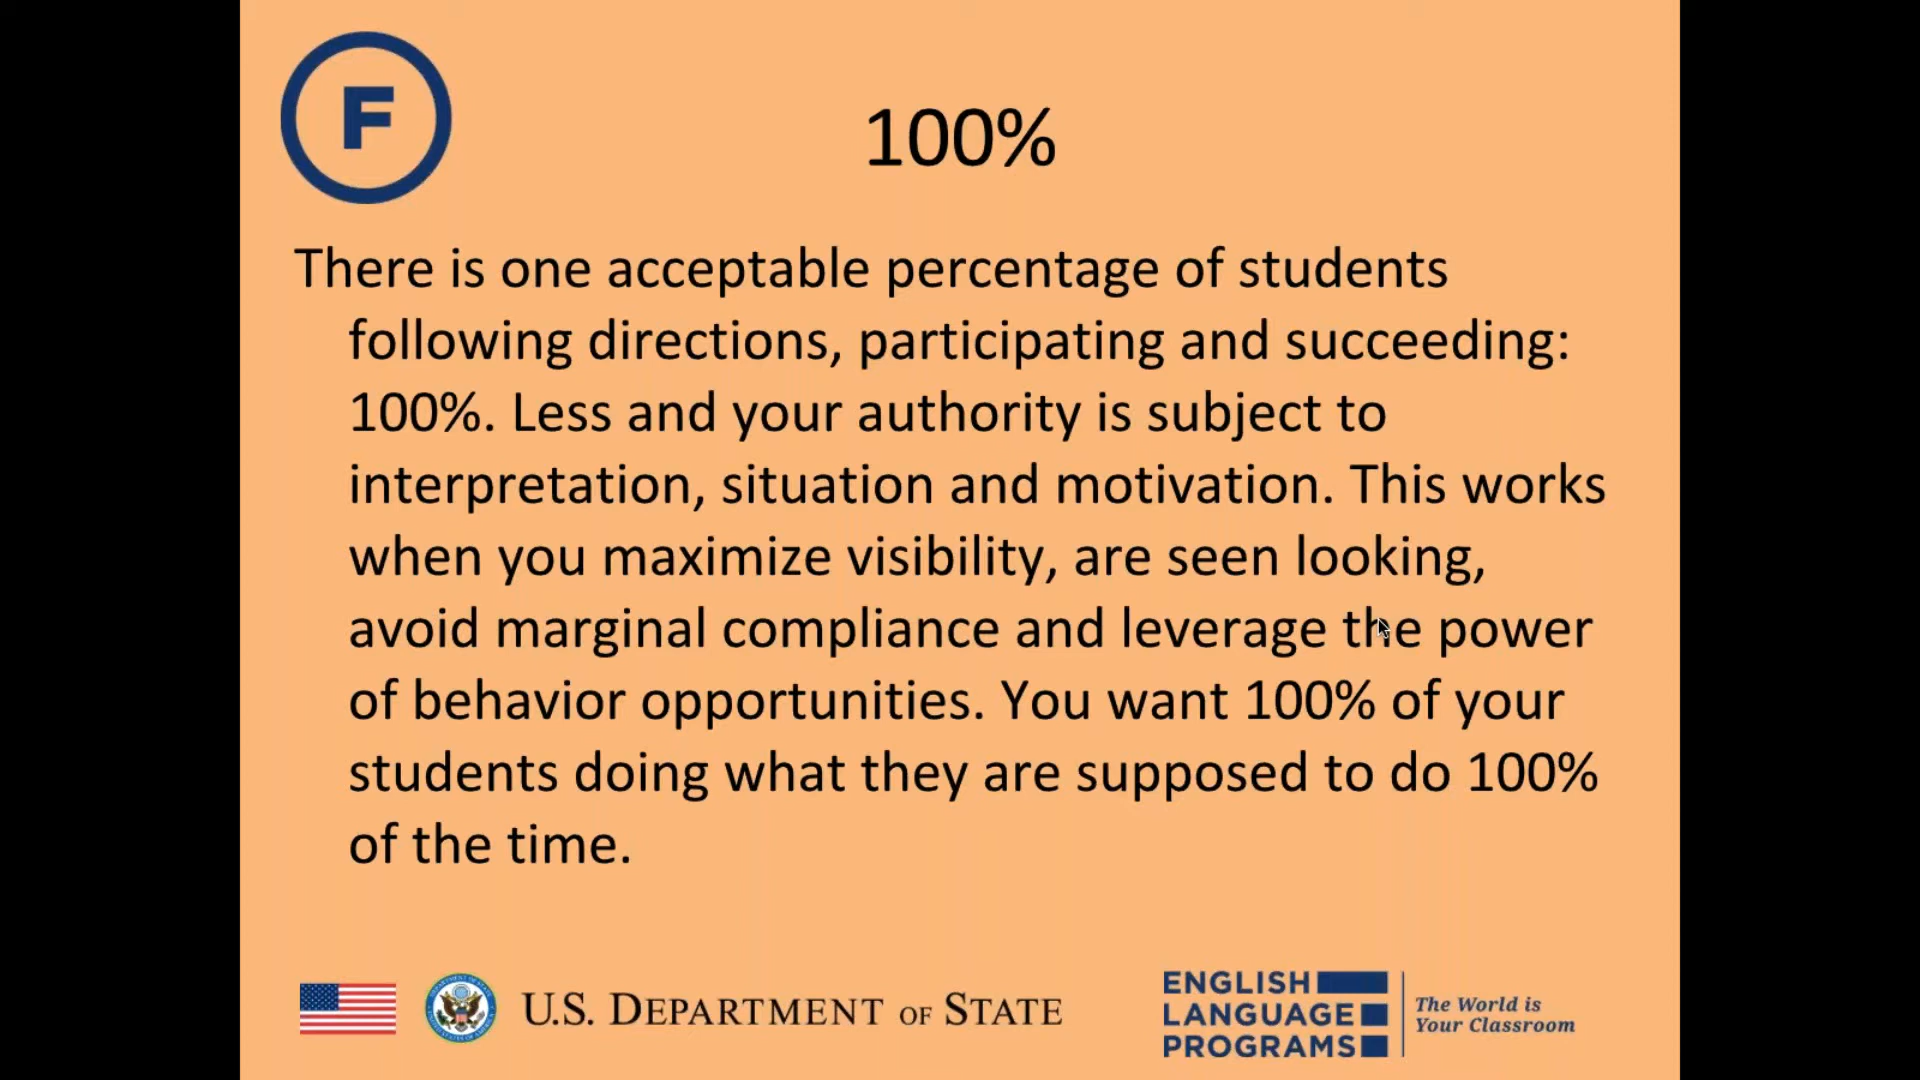 F
100%
There is one acceptable percentage of students
following directions, participating and succeeding:
100%. Less and your authority is subject to
interpretation, situation and motivation. This works
when you maximize visibility, are seen looking,
avoid marginal compliance and leverage the power
of behavior opportunities. You want 100% of your
students doing what they are supposed to do 100%
of the time.
U.S. DEPARTMENT OF STATE
ENGLISH
LANGUAGE
PROGRAMS
The World is
Your Classroom